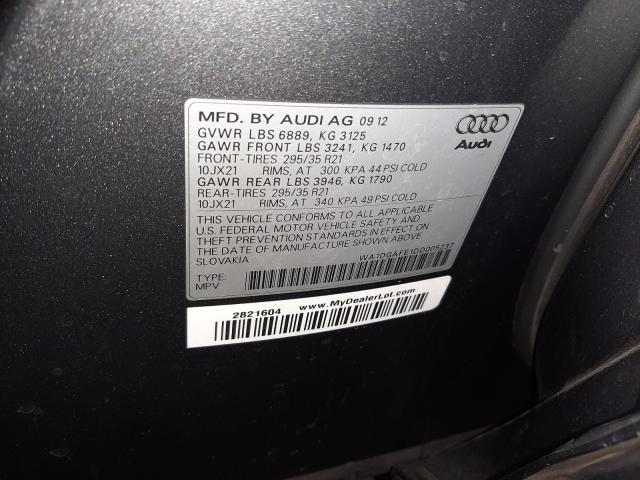 MFD. BY AUDI AG 09 12
GVWR LBS 6889, KG 3125
GAWR FRONT LBS 3241, KG 1470
FRONT-TIRES 295/35 R21
10JX21 RIMS, AT 300 KPA 44 PSI COLD
GAWR REAR LBS 3946, KG 1790
REAR-TIRES 295/35 R21
10JX21 RIMS, AT 340 KPA 49 PSI COLD
THIS VEHICLE CONFORMS TO ALL APPLICABLE
U.S. FEDERAL MOTOR VEHICLE SAFETY AND
THEFT PREVENTION STANDARDS IN EFFECT ON
THE DATE OF MANUFACTURE SHOWN ABOVE.
SLOVAKIA
TYPE:
MPV
WA1DGAFE1DD005237
Audi
2821604 www.MyDealerLot.com